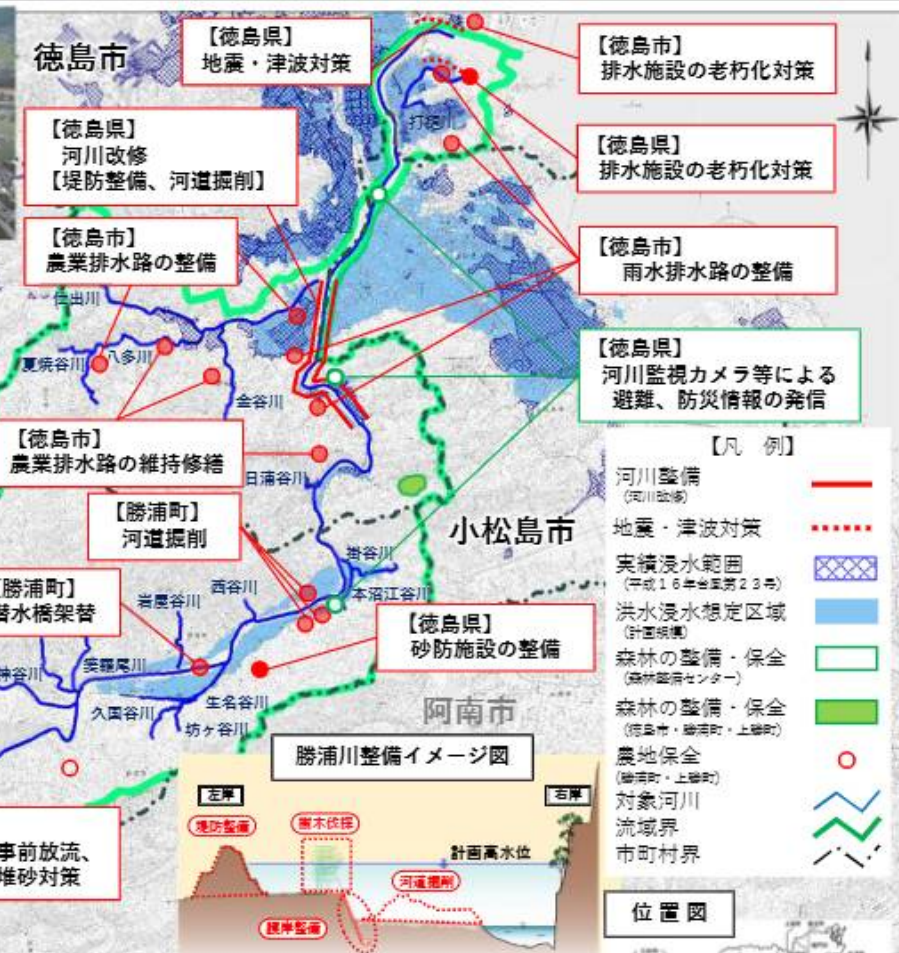 徳島市
【徳島県】
地震・津波対策
【徳島市】
排水施設の老朽化対策
【徳島県】
河川改修
【堤防整備、河道掘削】
【徳島県】
排水施設の老朽化対策
【徳島市】
農業排水路の整備
【徳島市】
雨水排水路の整備
夏焼谷川
八多川
金谷川
【徳島県】
河川監視カメラ等による
避難、防災情報の発信
【徳島市】
農業排水路の維持修繕
日浦谷川
【勝浦町】
河道掘削
小松島市
掛谷川
本沼江谷川
西谷川
岩屋谷川
【勝浦町】
潜水橋架替
【徳島県】
砂防施設の整備
生名谷川
久国谷川
坊ヶ谷川
阿南市
事前放流、
堆砂対策
【凡 例】
河川整備
(河川改修)
地震・津波対策
実績浸水範囲
(平成16年台風第23号)
洪水浸水想定区域
(計画規模)
森林の整備・保全
(森林整備センター)
森林の整備・保全
(徳島市・勝浦町・上勝町)
農地保全
(勝浦町・上勝町)
対象河川
流域界
市町村界
位置図
勝浦川整備イメージ図
左岸
右岸
堤防整備
樹木伐採
計画高水位
河道掘削
護岸整備